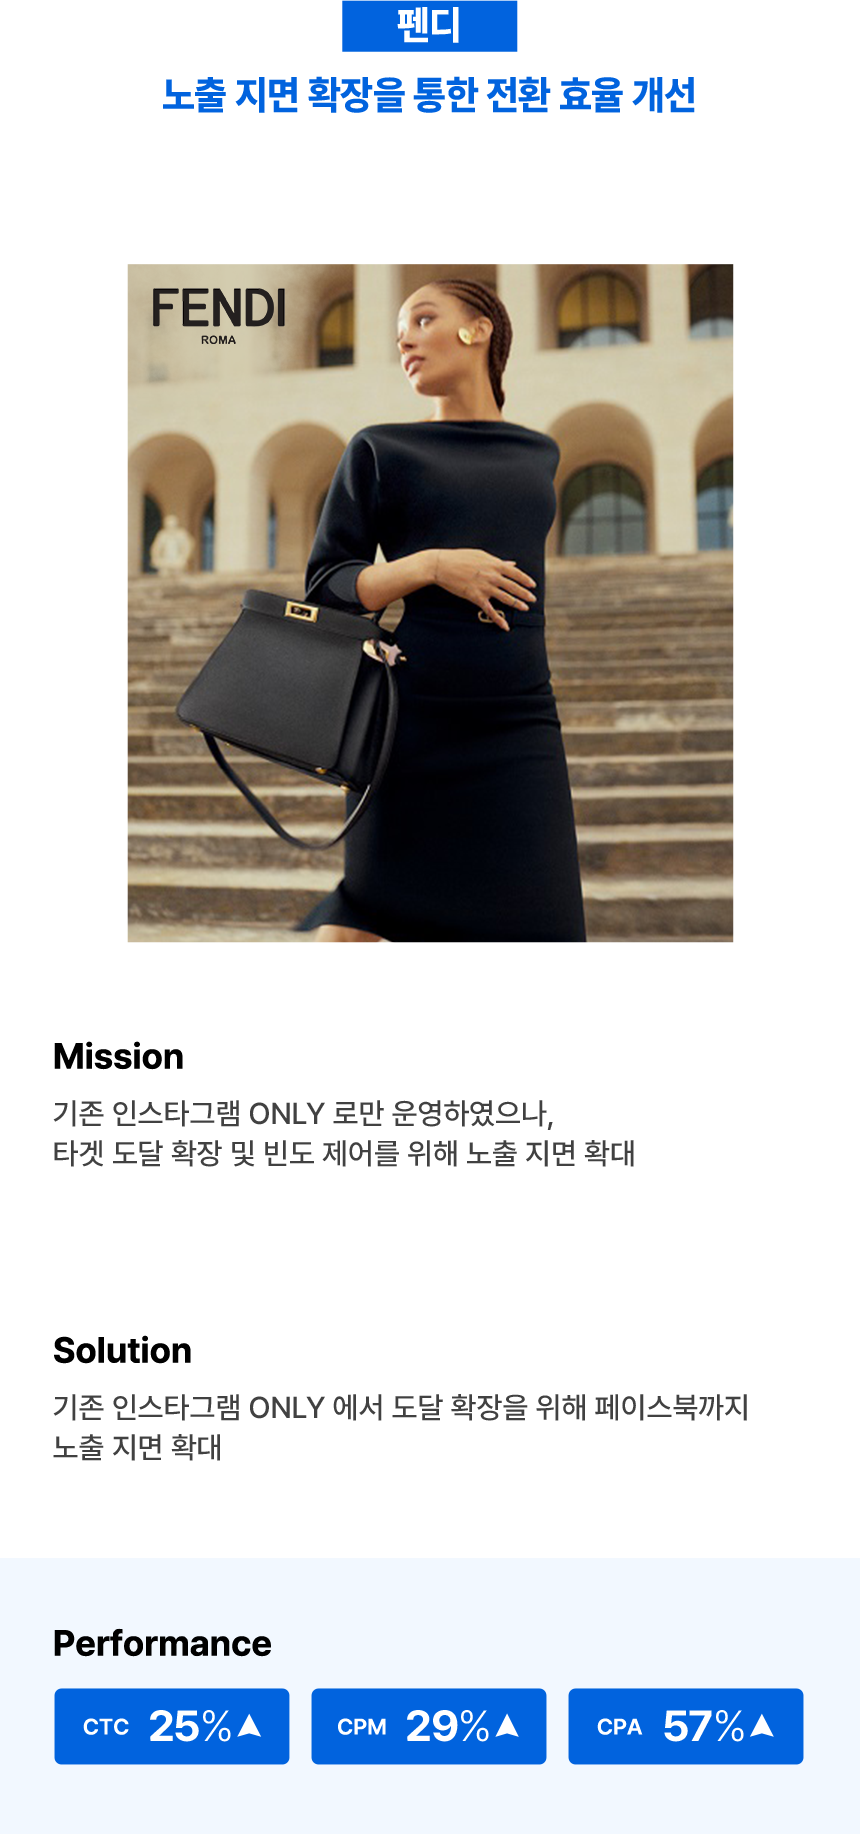 펜디
노출 지면 확장을 통한 전환 효율 개선
FENDI
ROMA
Mission
기존 인스타그램 ONLY 로만 운영하였으나,
타겟 도달 확장 및 빈도 제어를 위해 노출 지면 확대
Solution
기존 인스타그램 ONLY 에서 도달 확장을 위해 페이스북까지
노출 지면 확대
Performance
CTC 25%▲ CPM 29%▲ CPA 57%▲